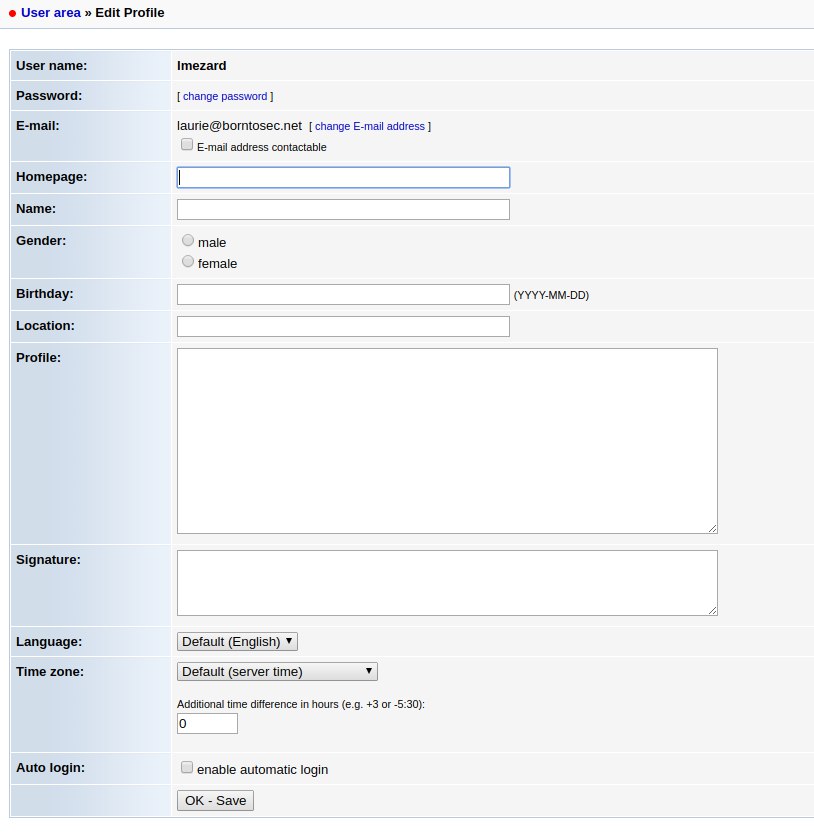 User area » Edit Profile
User name: lmezard
Password: [ change password ]
E-mail: laurie@borntosec.net [ change E-mail address ]
E-mail address contactable
Homepage:
Name:
Gender: male
female
Birthday: (YYYY-MM-DD)
Location:
Profile:
Signature:
Language: Default (English)
Time zone: Default (server time)
Additional time difference in hours (e.g. +3 or -5:30):
0
Auto login: enable automatic login
OK - Save